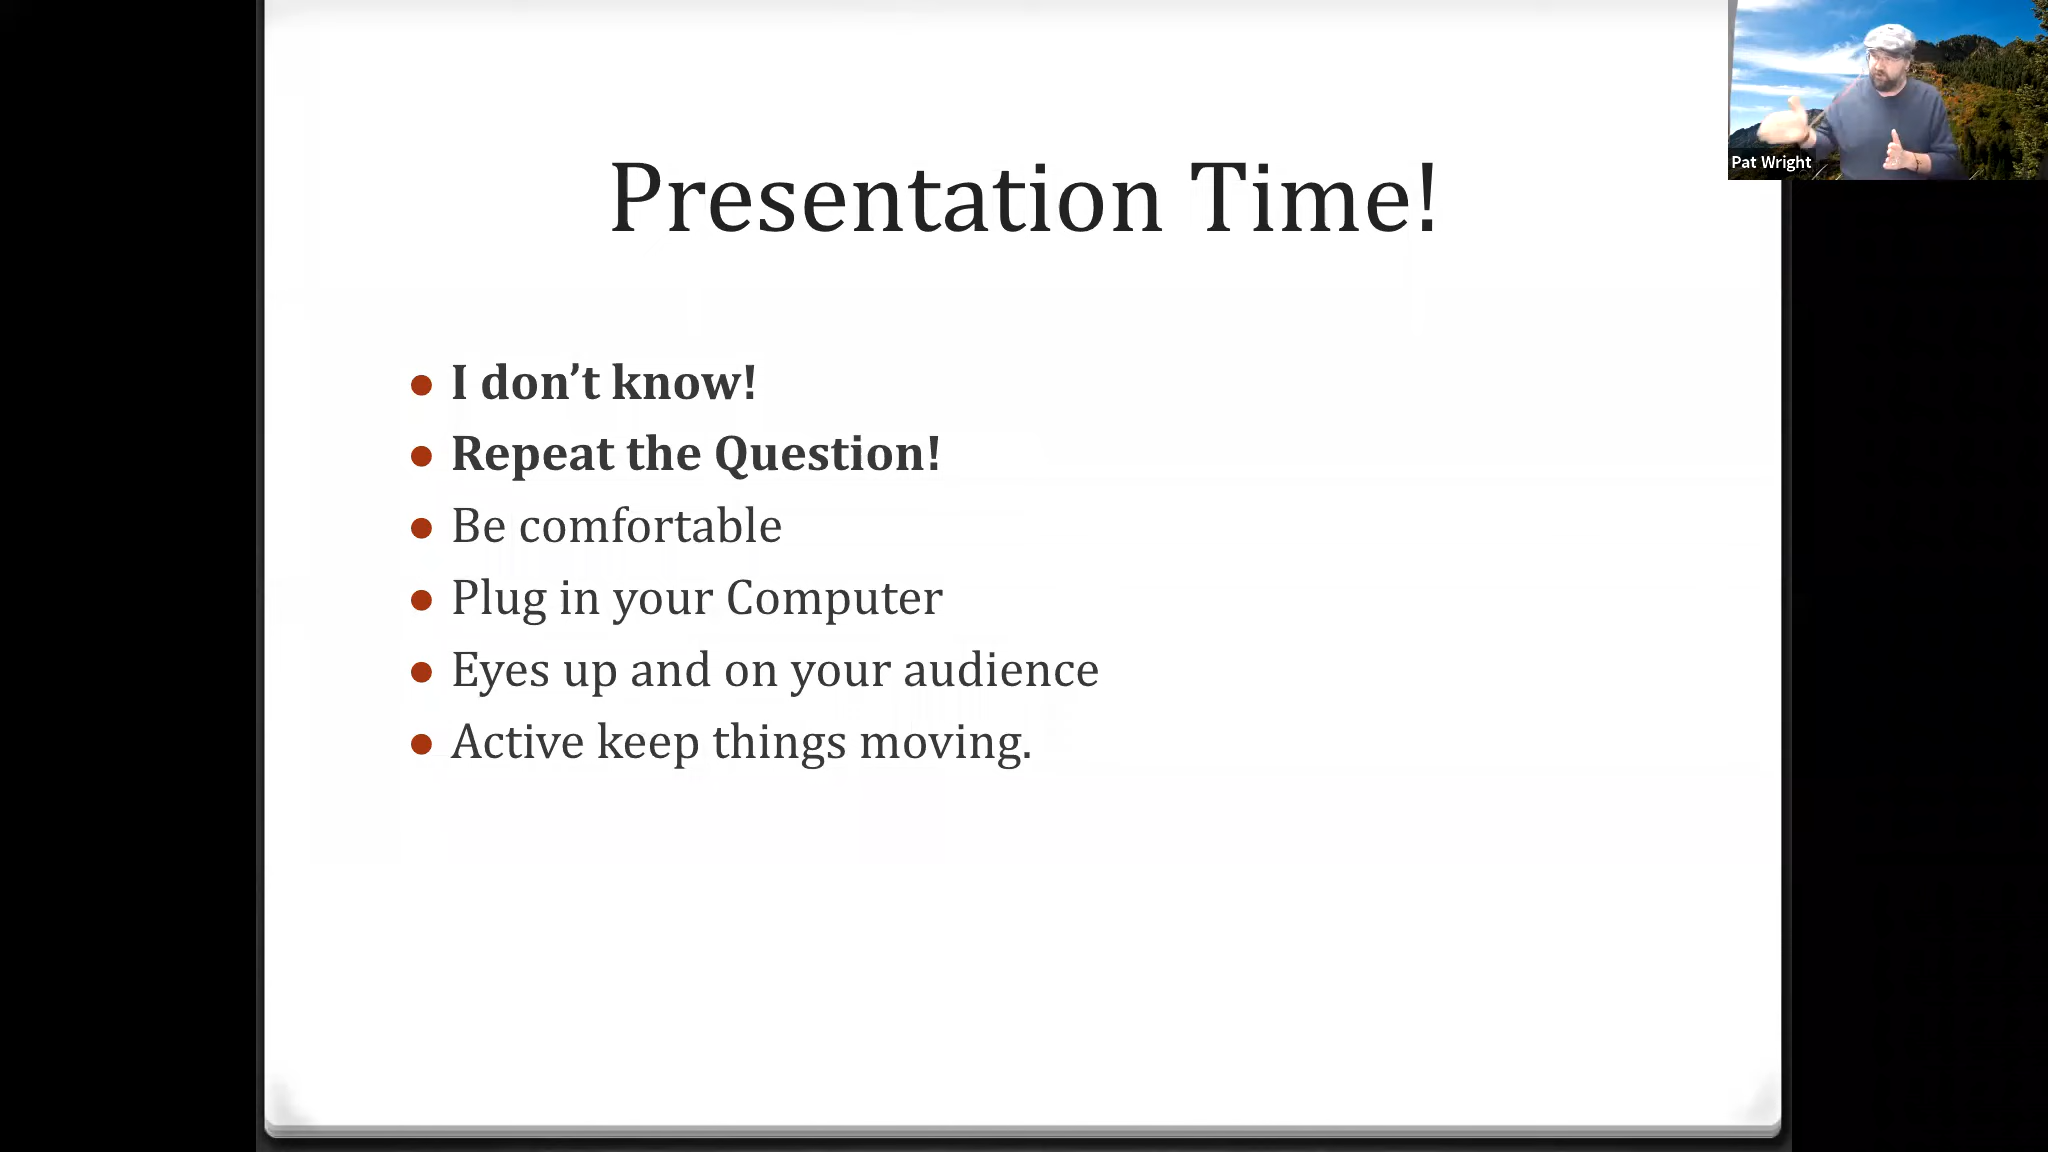 Presentation Time!
Pat Wright
● I don’t know!
● Repeat the Question!
● Be comfortable
● Plug in your Computer
● Eyes up and on your audience
● Active keep things moving.